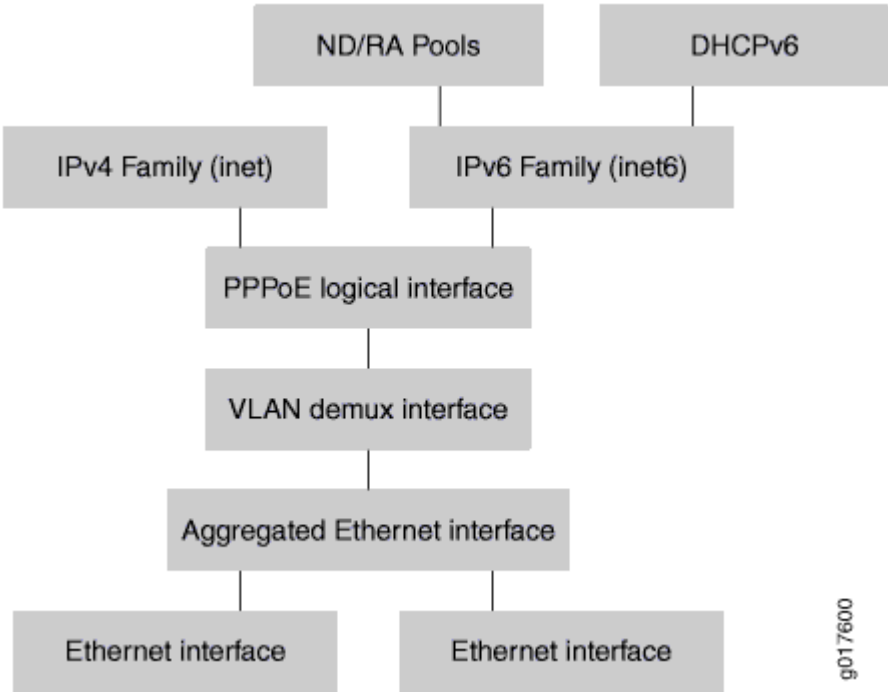 ND/RA Pools
DHCPv6
IPv4 Family (inet)
IPv6 Family (inet6)
PPPoE logical interface
VLAN demux interface
Aggregated Ethernet interface
Ethernet interface
Ethernet interface
g017600